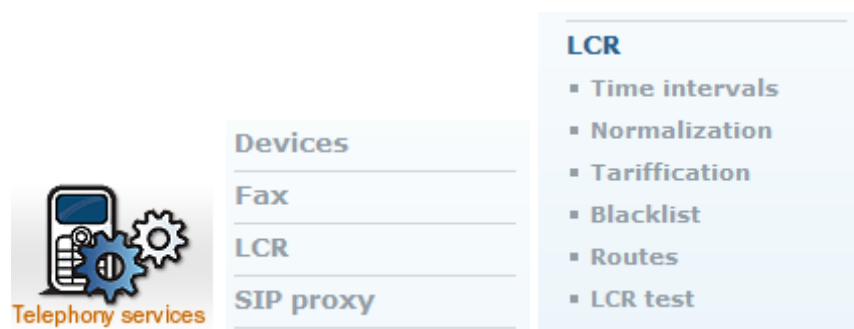 Telephony services
Devices
Fax
LCR
SIP proxy
LCR
Time intervals
Normalization
Tariffication
Blacklist
Routes
LCR test